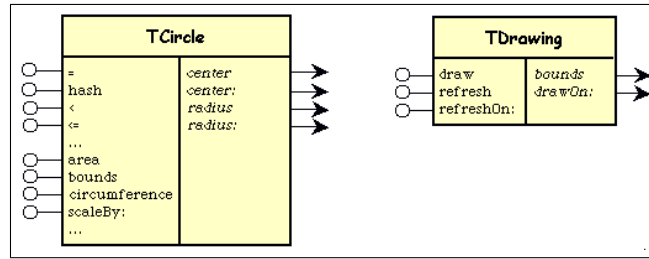 TCircle
=
hash
<
<=
...
area
bounds
circumference
scaleBy:
...
center
center:
radius
radius:
TDrawing
draw
refresh
refreshOn:
bounds
drawOn: